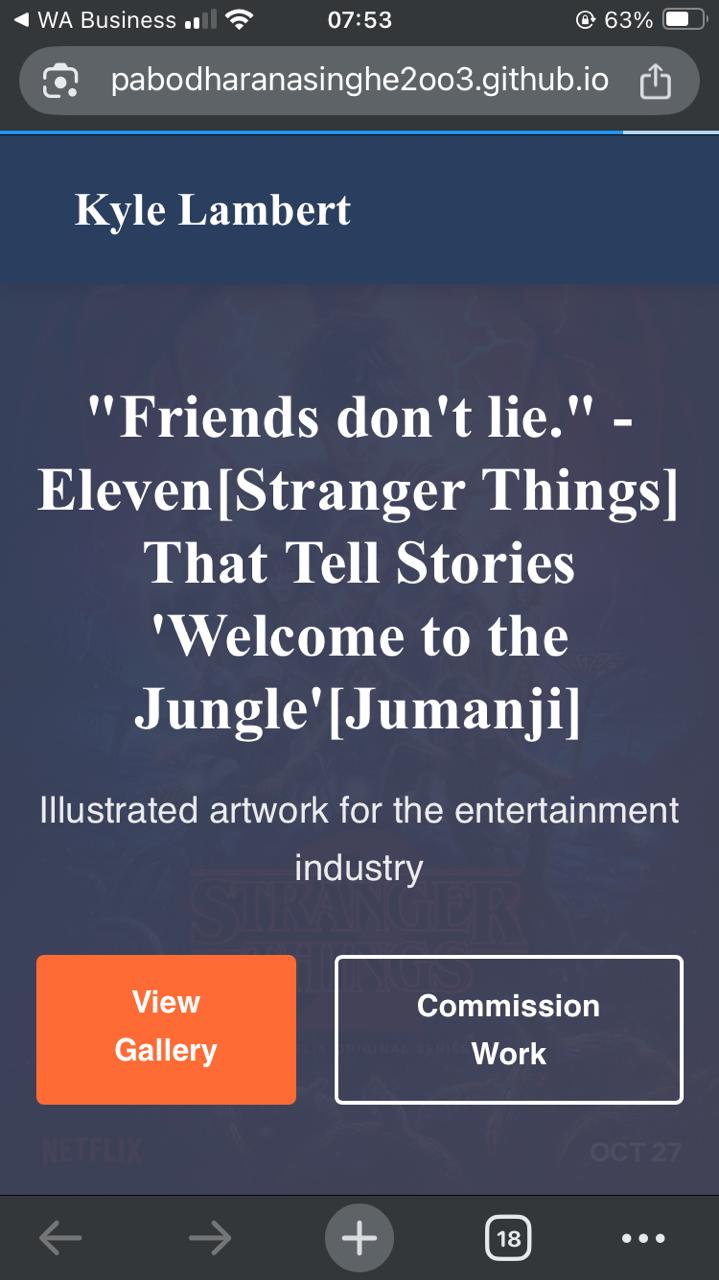 WA Business
07:53
63%
pabodharanasinghe2oo3.github.io
Kyle Lambert
"Friends don't lie." -
Eleven[Stranger Things]
That Tell Stories
'Welcome to the
Jungle'[Jumanji]
Illustrated artwork for the entertainment
industry
STRANGER
THINGS
View
Gallery
Commission
Work
NETFLIX
OCT 27
18